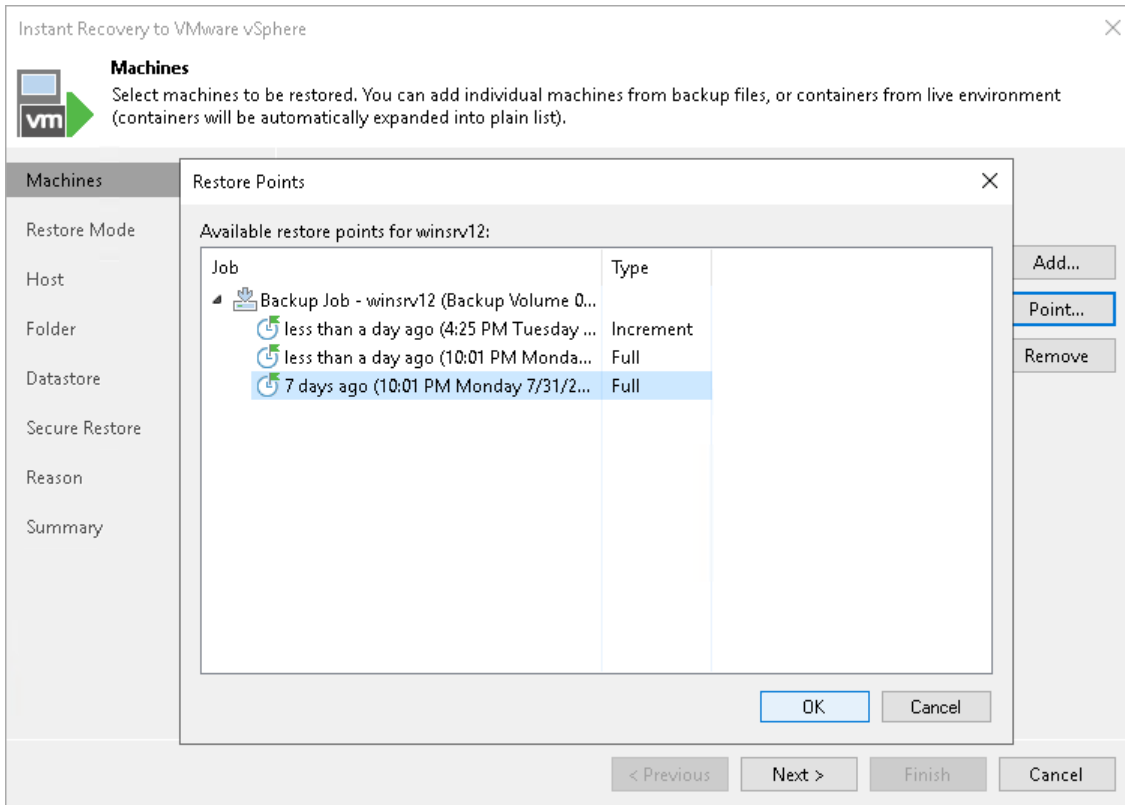 Instant Recovery to VMware vSphere
Machines
Select machines to be restored. You can add individual machines from backup files, or containers from live environment
(containers will be automatically expanded into plain list).
vm
Machines
Restore Mode
Host
Folder
Datastore
Secure Restore
Reason
Summary
Restore Points
Available restore points for winsrv12:
Job Type
Backup Job - winsrv12 (Backup Volume 0...
less than a day ago (4:25 PM Tuesday ... Increment
less than a day ago (10:01 PM Monda... Full
7 days ago (10:01 PM Monday 7/31/2... Full
OK Cancel
Add...
Point...
Remove
< Previous Next > Finish Cancel